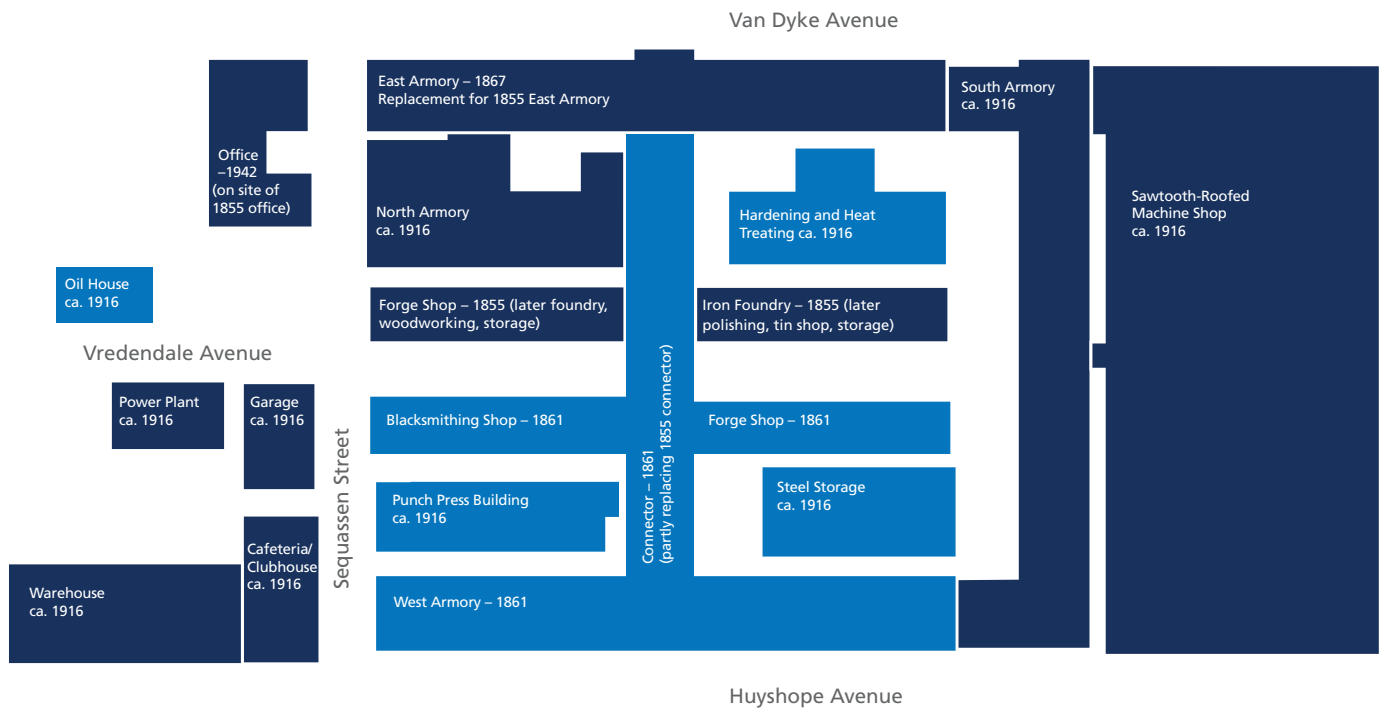 Van Dyke Avenue
East Armory – 1867
Replacement for 1855 East Armory
South Armory
ca. 1916
Office
–1942
(on site of
1855 office)
North Armory
ca. 1916
Hardening and Heat
Treating ca. 1916
Sawtooth-Roofed
Machine Shop
ca. 1916
Oil House
ca. 1916
Forge Shop – 1855 (later foundry,
woodworking, storage)
Iron Foundry – 1855 (later
polishing, tin shop, storage)
Vredendale Avenue
Power Plant
ca. 1916
Garage
ca. 1916
Sequassen Street
Blacksmithing Shop – 1861
Connector – 1861
(partly replacing 1855 connector)
Forge Shop – 1861
Punch Press Building
ca. 1916
Steel Storage
ca. 1916
Cafeteria/
Clubhouse
ca. 1916
Warehouse
ca. 1916
West Armory – 1861
Huyshope Avenue